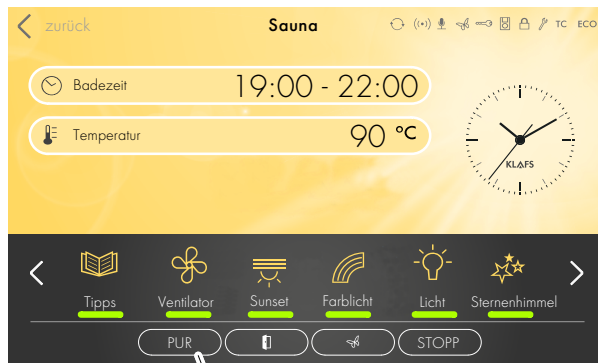 zurück Sauna TC ECO
Badezeit 19:00 - 22:00
Temperatur 90 °C
KLAFS
Tipps Ventilator Sunset Farblicht Licht Sternenhimmel
PUR STOPP